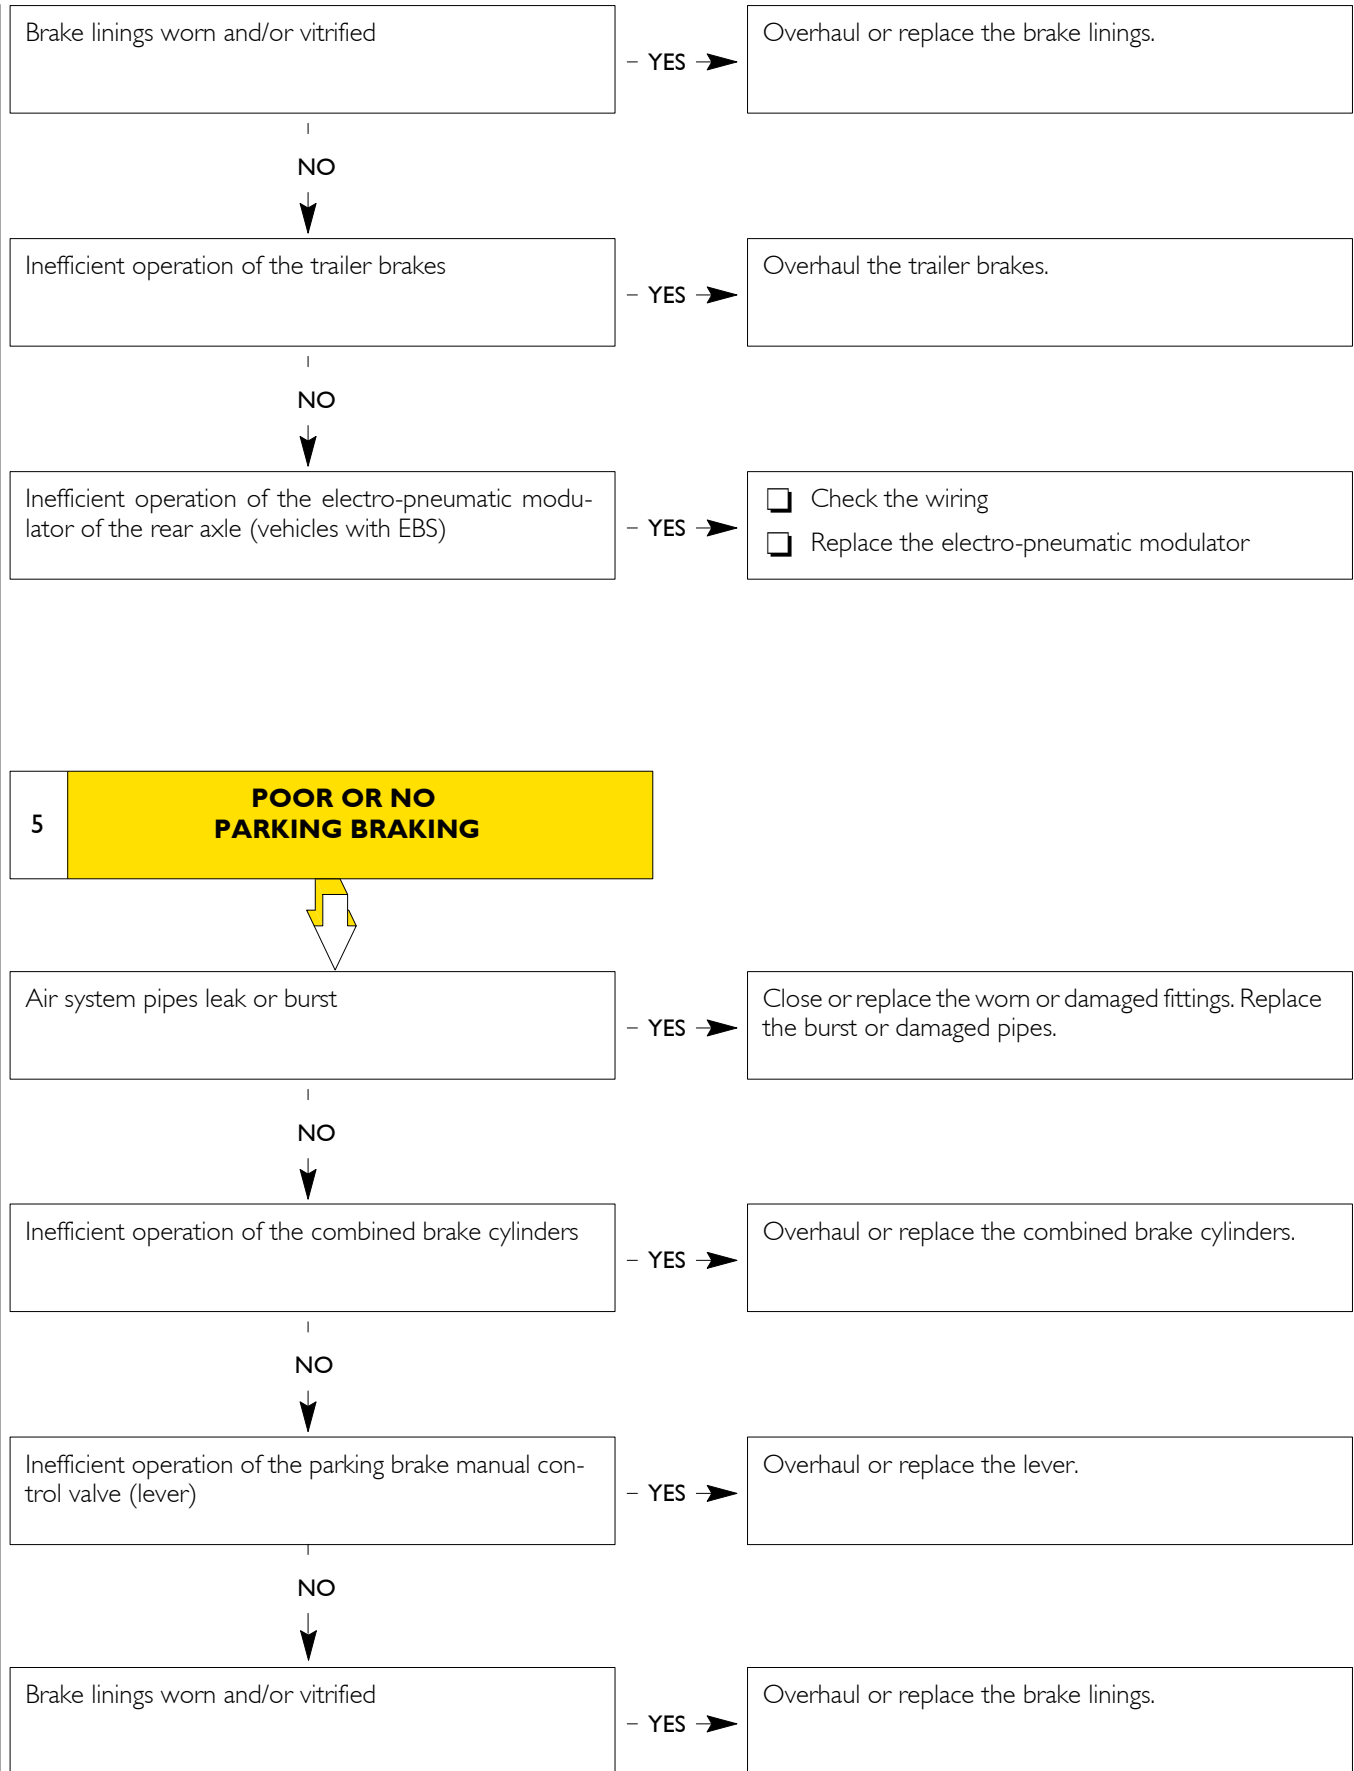 Brake linings worn and/or vitrified
– YES
Overhaul or replace the brake linings.
NO
Inefficient operation of the trailer brakes
– YES
Overhaul the trailer brakes.
NO
Inefficient operation of the electro-pneumatic modu-
lator of the rear axle (vehicles with EBS)
– YES
❑ Check the wiring
❑ Replace the electro-pneumatic modulator
5
POOR OR NO
PARKING BRAKING
Air system pipes leak or burst
– YES
Close or replace the worn or damaged fittings. Replace
the burst or damaged pipes.
NO
Inefficient operation of the combined brake cylinders
– YES
Overhaul or replace the combined brake cylinders.
NO
Inefficient operation of the parking brake manual con-
trol valve (lever)
– YES
Overhaul or replace the lever.
NO
Brake linings worn and/or vitrified
– YES
Overhaul or replace the brake linings.